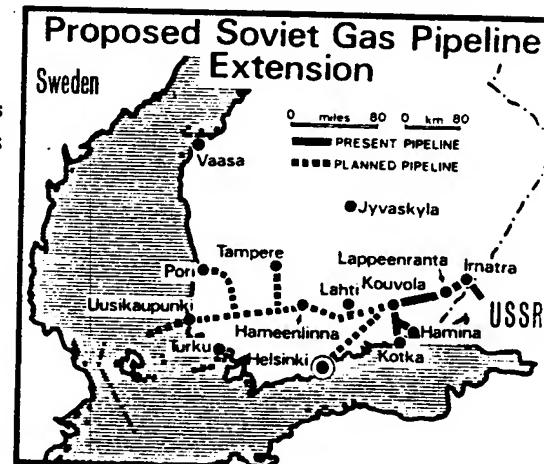 Proposed Soviet Gas Pipeline
Extension
Sweden
0 miles 80 0 km 80
PRESENT PIPELINE
PLANNED PIPELINE
Vaasa
Jyvaskyla
Tampere
Lappeenranta
Pori
Lahti
Kouvola
Irnatra
Uusikaupunki
USSR
Hameenlinna
Hamina
Turku
Helsinki
Kotka
s
s